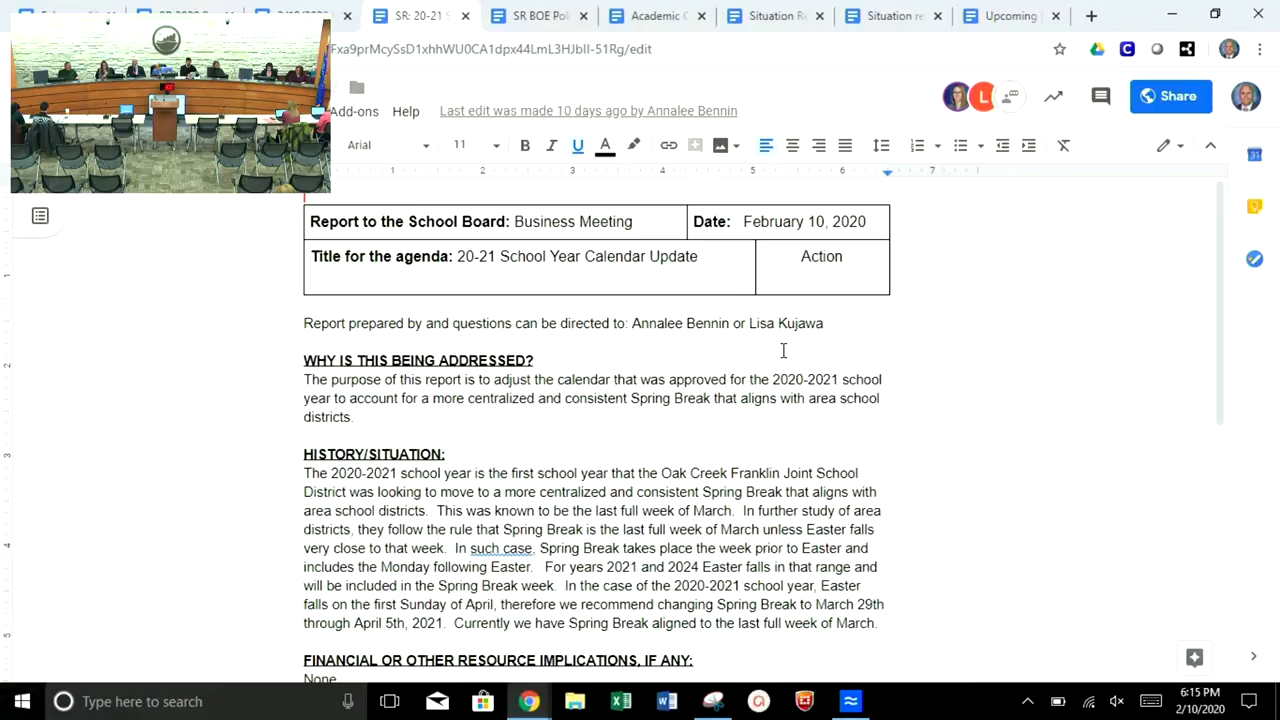 SR: 20-21 S
SR BOE Pol
Academic C
Situation Re
Situation re
Upcoming
Fxa9prMcySsD1xhhWU0CA1dpx44LmL3HJbIl-51Rg/edit
Add-ons Help Last edit was made 10 days ago by Annalee Bennin
L
Share
Arial 11 B I U A
1 2 3 4 5 6 7
Report to the School Board: Business Meeting Date: February 10, 2020
Title for the agenda: 20-21 School Year Calendar Update Action
Report prepared by and questions can be directed to: Annalee Bennin or Lisa Kujawa
WHY IS THIS BEING ADDRESSED?
The purpose of this report is to adjust the calendar that was approved for the 2020-2021 school
year to account for a more centralized and consistent Spring Break that aligns with area school
districts.
HISTORY/SITUATION:
The 2020-2021 school year is the first school year that the Oak Creek Franklin Joint School
District was looking to move to a more centralized and consistent Spring Break that aligns with
area school districts. This was known to be the last full week of March. In further study of area
districts, they follow the rule that Spring Break is the last full week of March unless Easter falls
very close to that week. In such case, Spring Break takes place the week prior to Easter and
includes the Monday following Easter. For years 2021 and 2024 Easter falls in that range and
will be included in the Spring Break week. In the case of the 2020-2021 school year, Easter
falls on the first Sunday of April, therefore we recommend changing Spring Break to March 29th
through April 5th, 2021. Currently we have Spring Break aligned to the last full week of March.
FINANCIAL OR OTHER RESOURCE IMPLICATIONS, IF ANY:
None
Type here to search
6:15 PM
2/10/2020